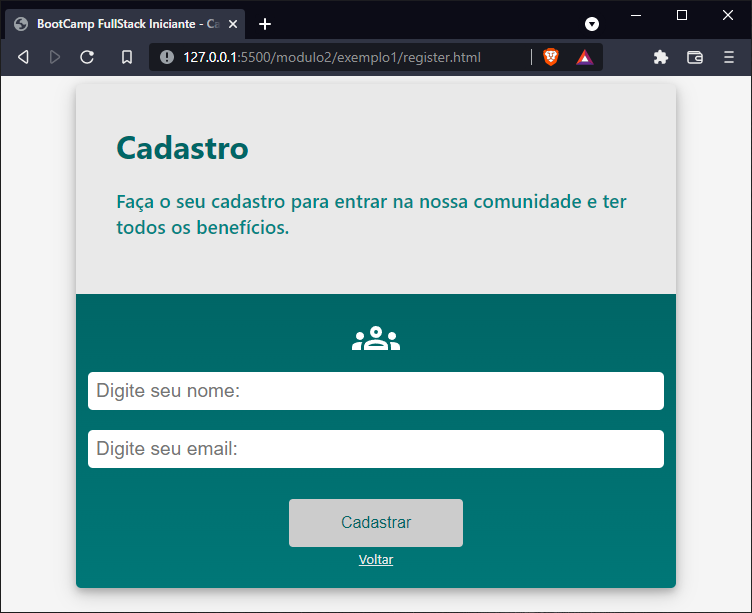 BootCamp FullStack Iniciante - Ca
127.0.0.1:5500/modulo2/exemplo1/register.html
Cadastro
Faça o seu cadastro para entrar na nossa comunidade e ter
todos os benefícios.
Digite seu nome:
Digite seu email:
Cadastrar
Voltar